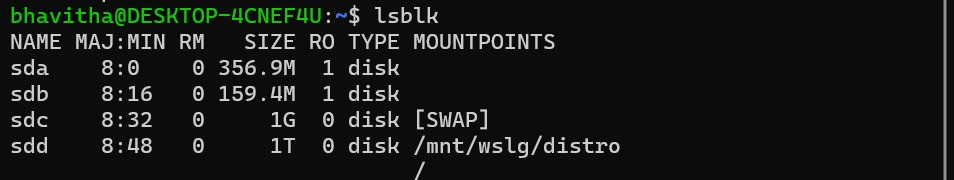 bhavitha@DESKTOP-4CNEF4U:~$ lsblk
NAME MAJ:MIN RM   SIZE RO TYPE MOUNTPOINTS
sda    8:0    0 356.9M  1 disk
sdb    8:16   0 159.4M  1 disk
sdc    8:32   0     1G  0 disk [SWAP]
sdd    8:48   0     1T  0 disk /mnt/wslg/distro
                               /